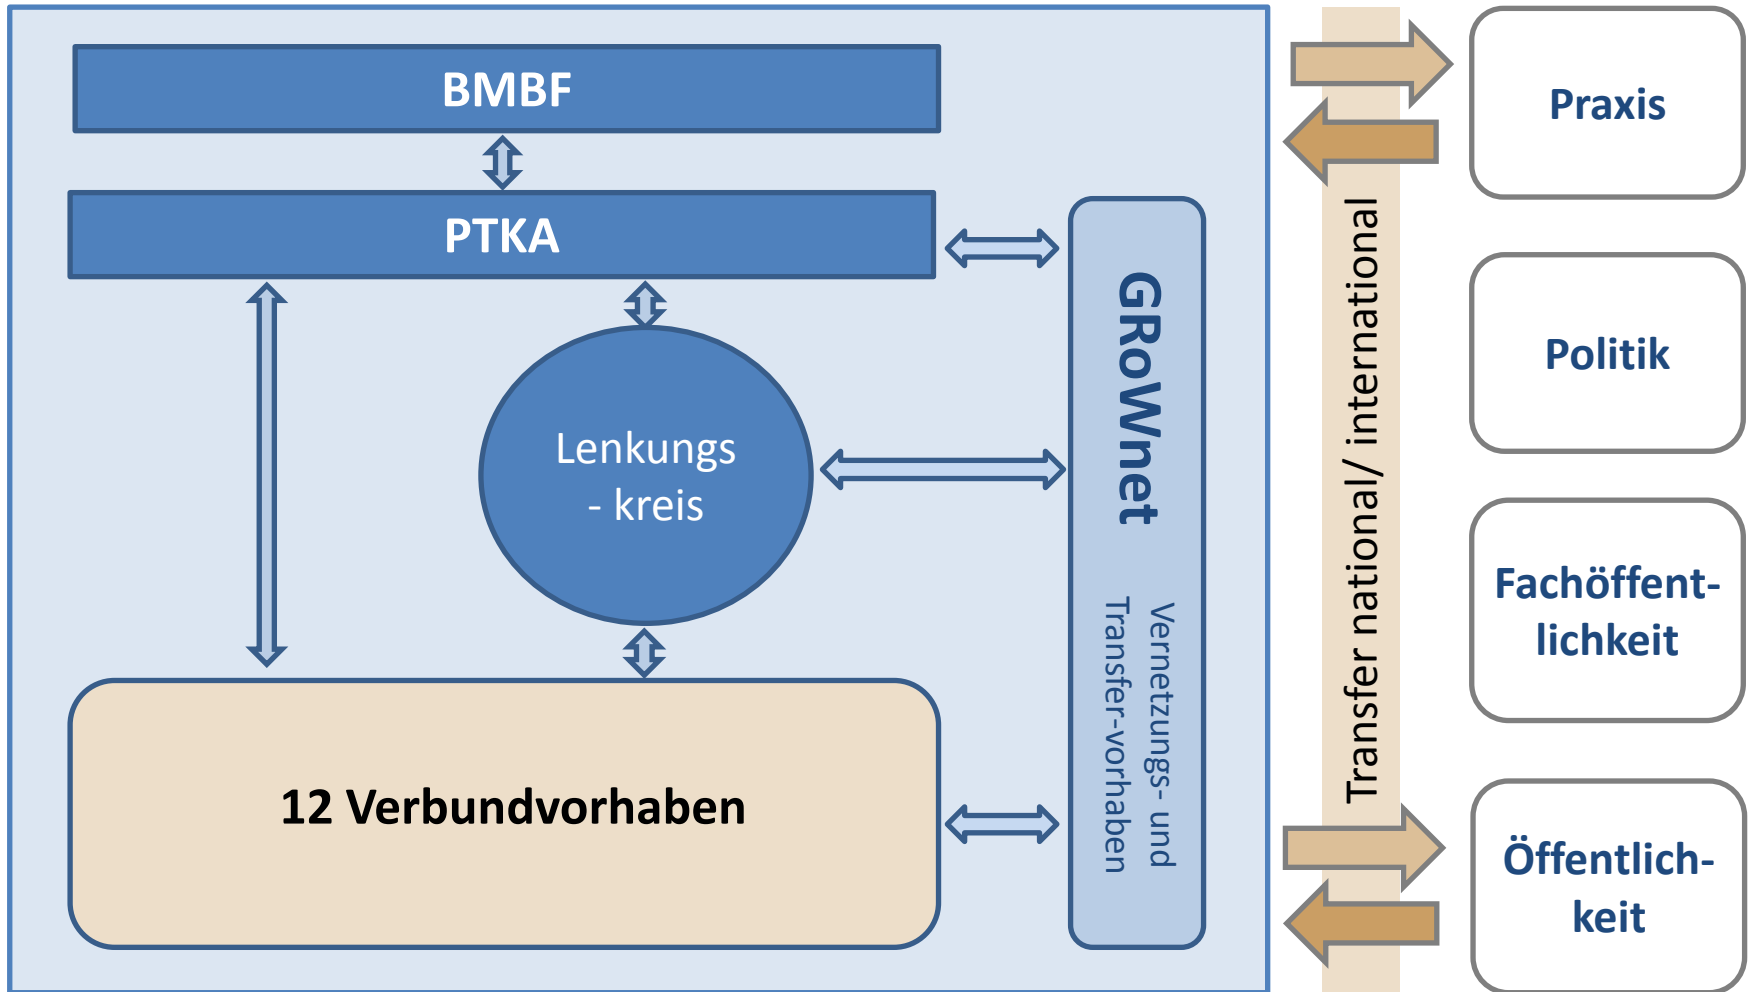 BMBF
PTKA
Lenkungs
- kreis
12 Verbundvorhaben
GRoWnet
Vernetzungs- und
Transfer-vorhaben
Transfer national/ international
Praxis
Politik
Fachöffent-
lichkeit
Öffentlich-
keit